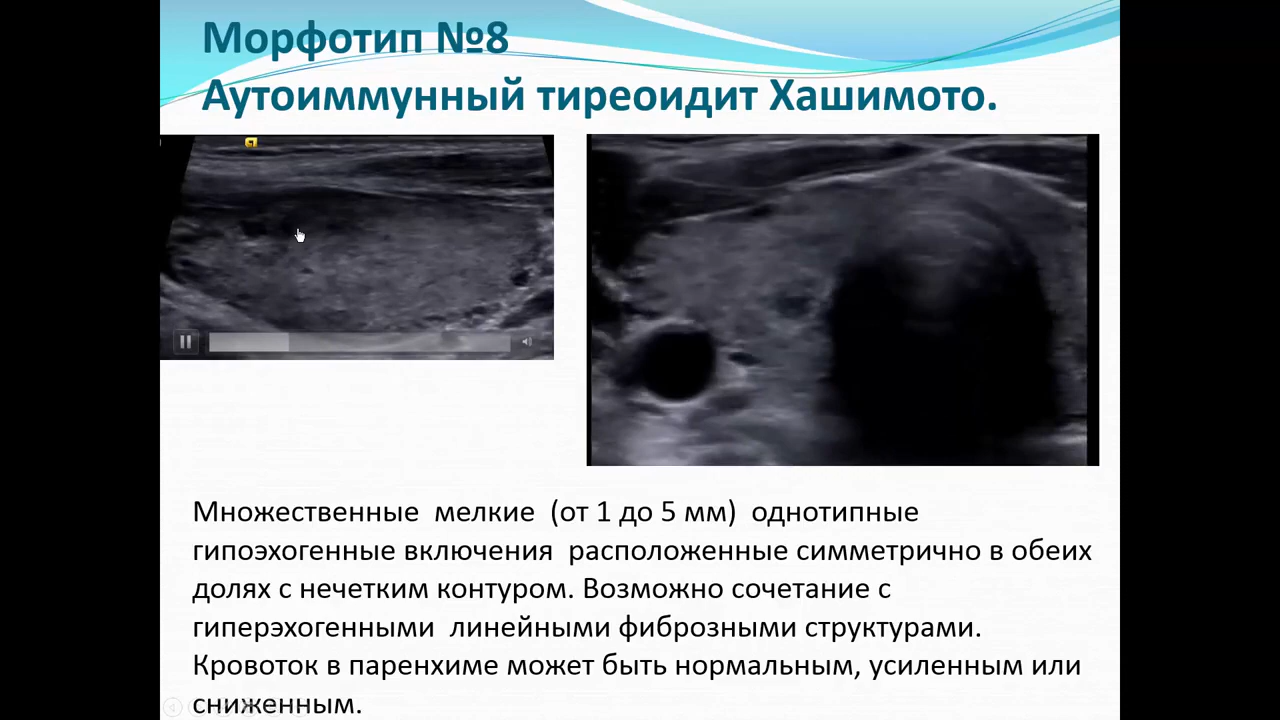 Морфотип №8
Аутоиммунный тиреоидит Хашимото.
Множественные мелкие (от 1 до 5 мм) однотипные
гипоэхогенные включения расположенные симметрично в обеих
долях с нечетким контуром. Возможно сочетание с
гиперэхогенными линейными фиброзными структурами.
Кровоток в паренхиме может быть нормальным, усиленным или
сниженным.